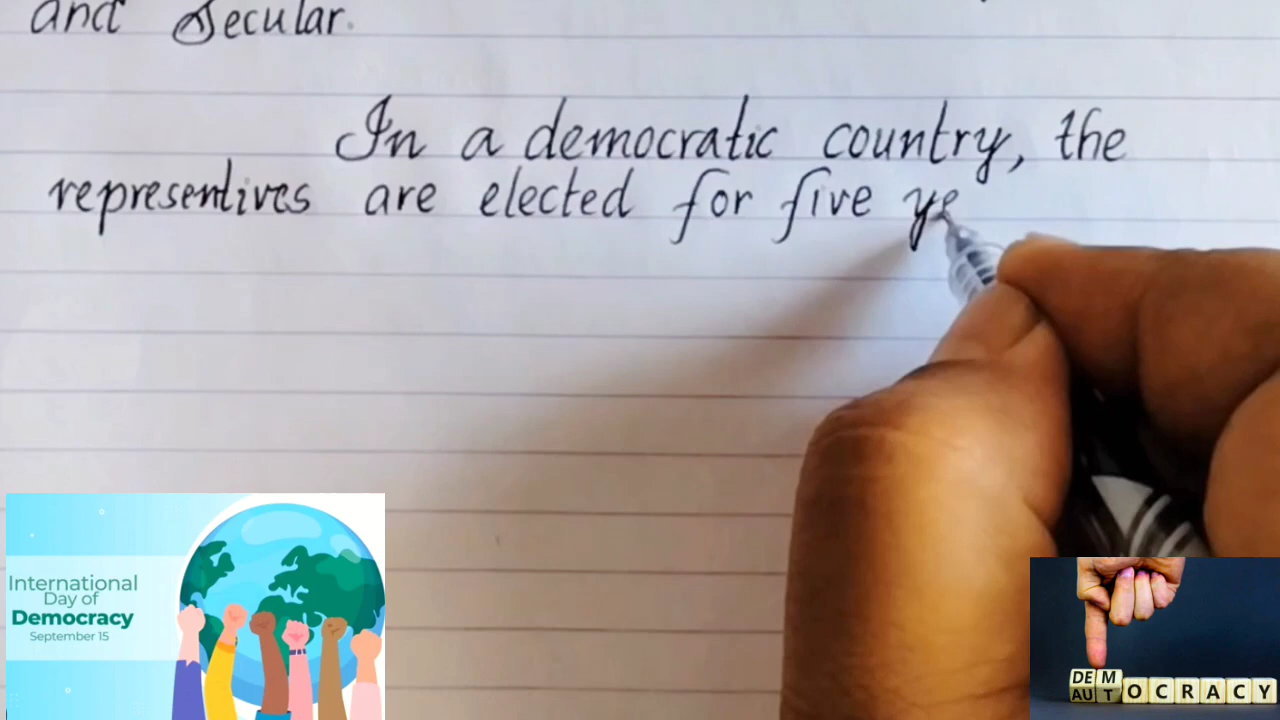 and Secular.
In a democratic country, the
representives are elected for five ye
International
Day of
Democracy
September 15
DEM
AUTOCRACY